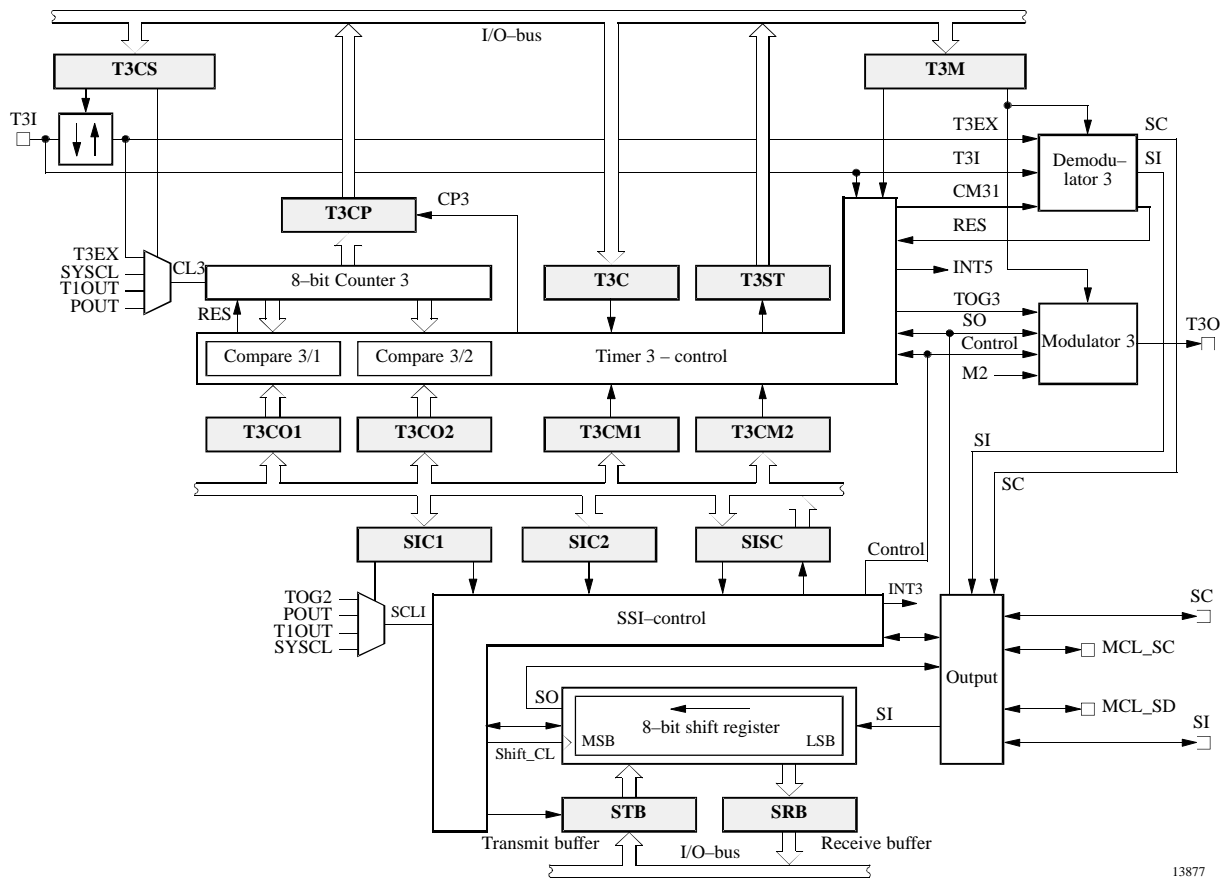 I/O–bus
T3CS
T3M
T3I
T3EX
SC
T3I
SI
Demodu–
lator 3
CM31
T3CP
CP3
RES
T3EX
SYSCL
T1OUT
POUT
CL3
8–bit Counter 3
T3C
T3ST
INT5
RES
TOG3
SO
T3O
Compare 3/1
Compare 3/2
Timer 3 – control
Control
Modulator 3
M2
T3CO1
T3CO2
T3CM1
T3CM2
SI
SC
SIC1
SIC2
SISC
Control
TOG2
POUT
T1OUT
SYSCL
SCLI
INT3
SSI–control
SC
MCL_SC
Output
SO
8–bit shift register
SI
MCL_SD
MSB
LSB
SI
Shift_CL
STB
SRB
Transmit buffer
I/O–bus
Receive buffer
13877